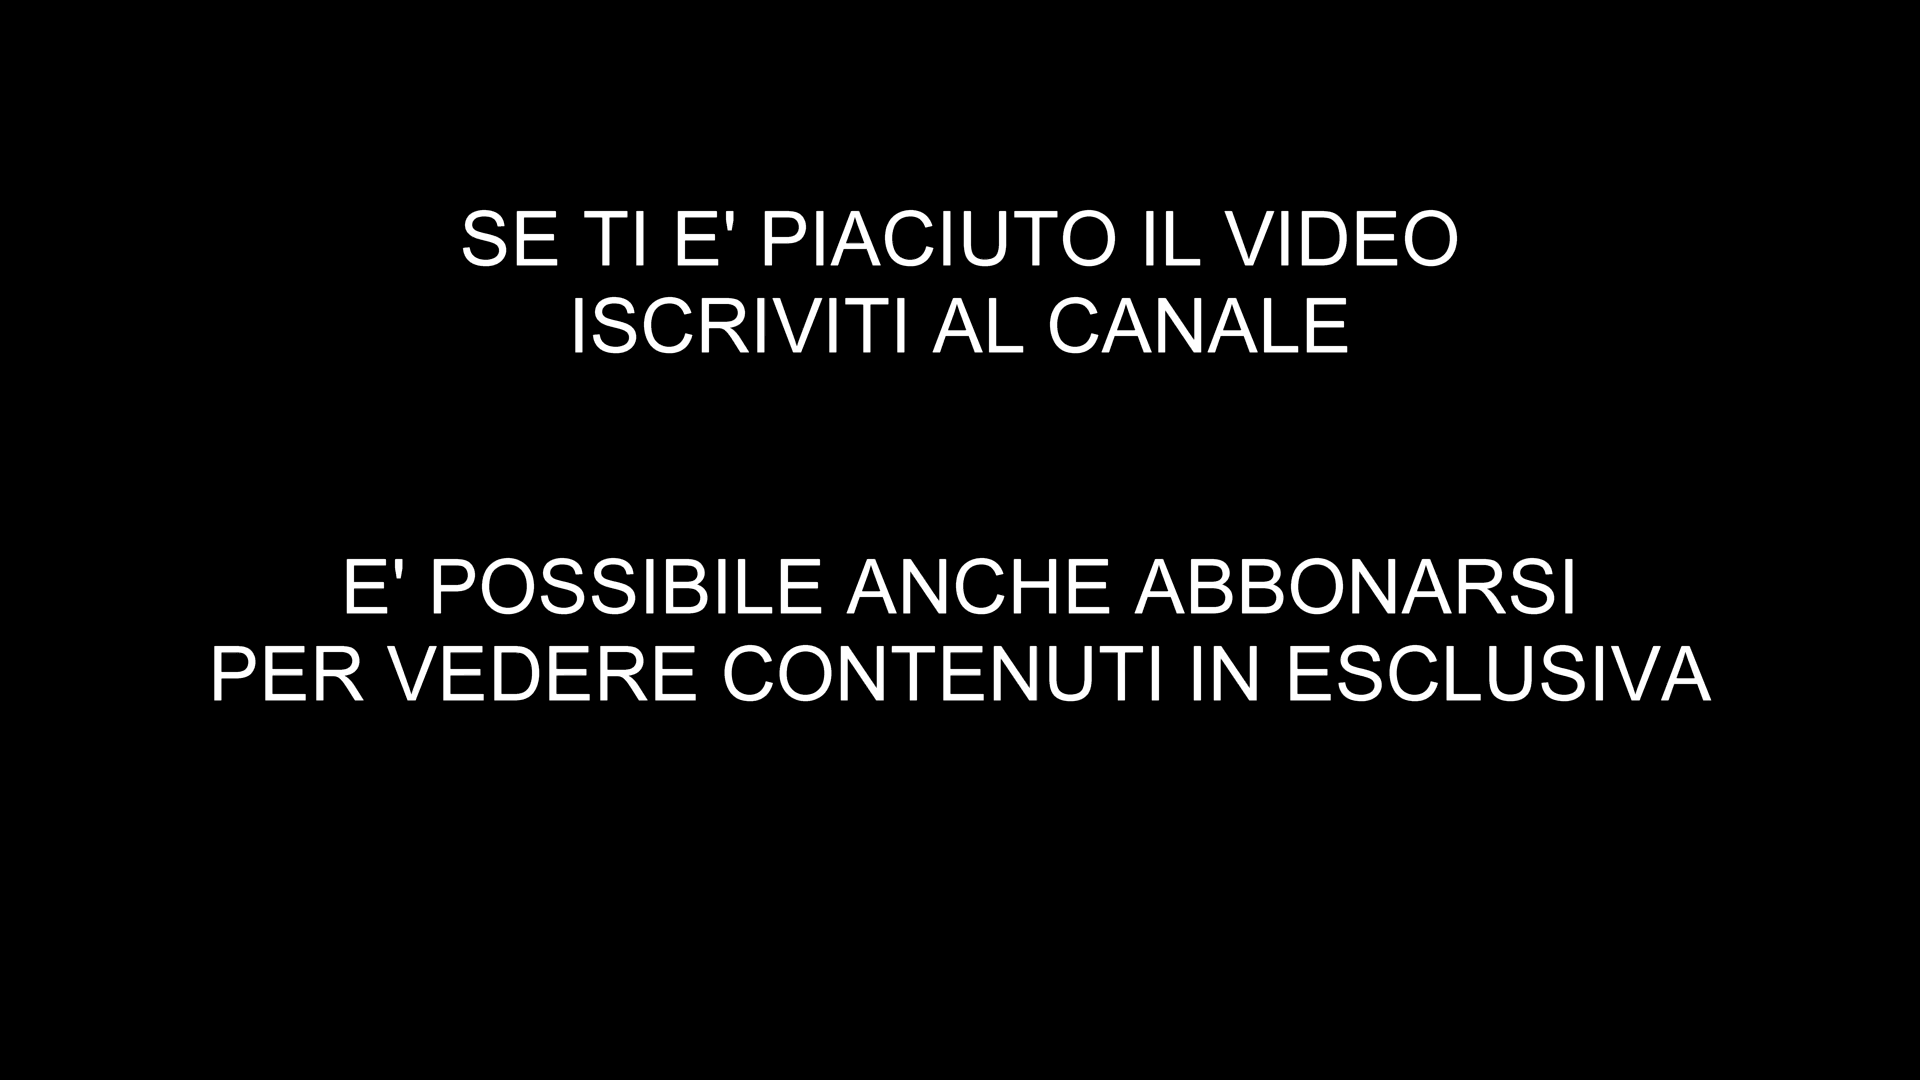 SE TI E' PIACIUTO IL VIDEO
ISCRIVITI AL CANALE
E' POSSIBILE ANCHE ABBONARSI
PER VEDERE CONTENUTI IN ESCLUSIVA